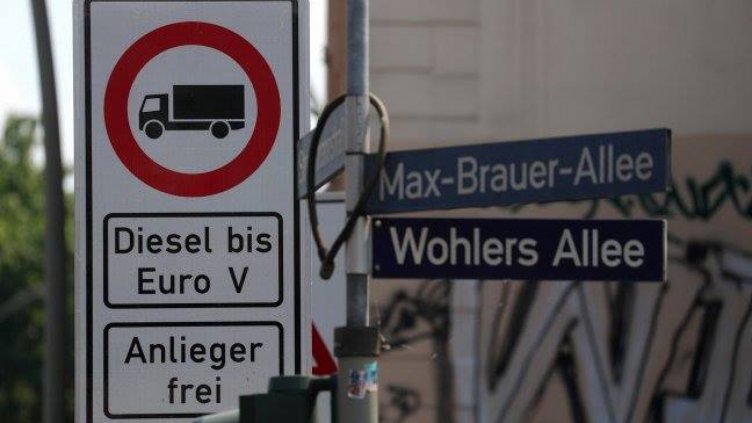 Diesel bis
Euro V
Anlieger
frei
Max-Brauer-Allee
Wohlers Allee